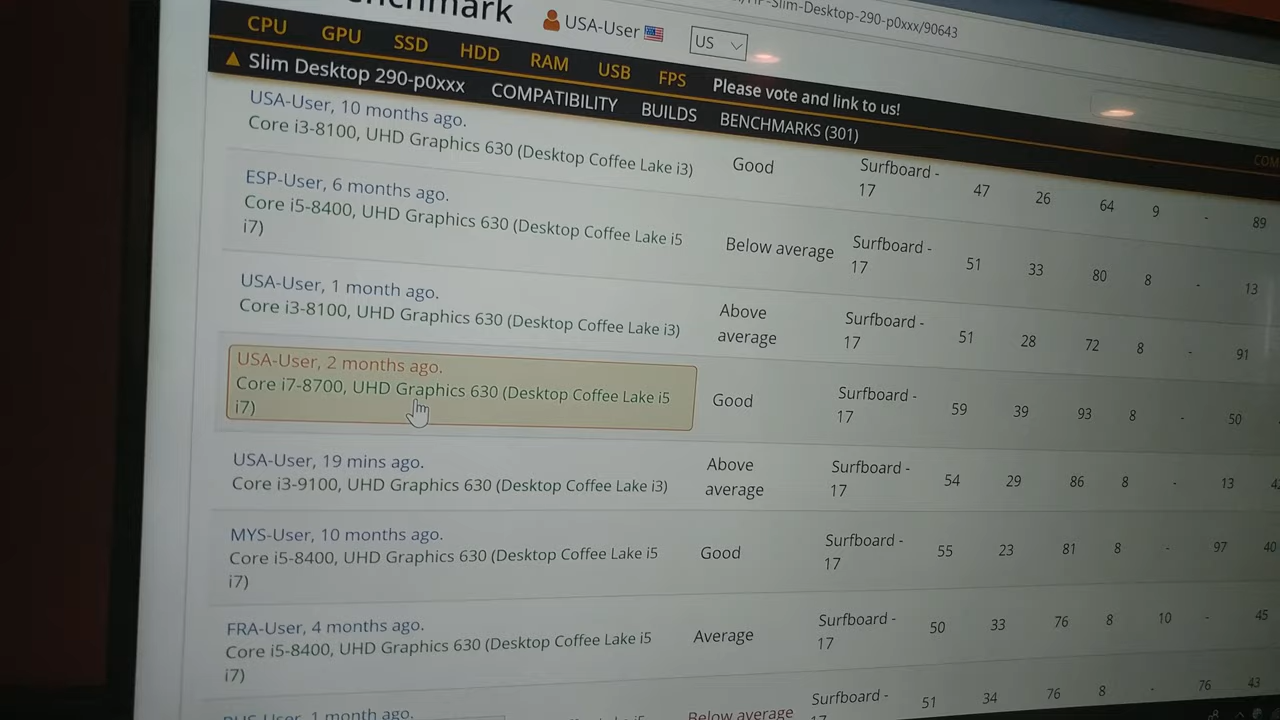 Slim-Desktop-290-p0xxx/90643
USA-User
US
CPU GPU SSD HDD RAM USB FPS Please vote and link to us!
Slim Desktop 290-p0xxx COMPATIBILITY BUILDS BENCHMARKS (301)
USA-User, 10 months ago.
Core i3-8100, UHD Graphics 630 (Desktop Coffee Lake i3)
Good
Surfboard -
17
47 26 64 9 - 89
ESP-User, 6 months ago.
Core i5-8400, UHD Graphics 630 (Desktop Coffee Lake i5
i7)
Below average
Surfboard -
17
51 33 80 8 - 13
USA-User, 1 month ago.
Core i3-8100, UHD Graphics 630 (Desktop Coffee Lake i3)
Above
average
Surfboard -
17
51 28 72 8 - 91
USA-User, 2 months ago.
Core i7-8700, UHD Graphics 630 (Desktop Coffee Lake i5
i7)
Good
Surfboard -
17
59 39 93 8 - 50
USA-User, 19 mins ago.
Core i3-9100, UHD Graphics 630 (Desktop Coffee Lake i3)
Above
average
Surfboard -
17
54 29 86 8 - 13
MYS-User, 10 months ago.
Core i5-8400, UHD Graphics 630 (Desktop Coffee Lake i5
i7)
Good
Surfboard -
17
55 23 81 8 - 97 40
FRA-User, 4 months ago.
Core i5-8400, UHD Graphics 630 (Desktop Coffee Lake i5
i7)
Average
Surfboard -
17
50 33 76 8 10 - 45
1 month ago.
Below average
Surfboard -
51 34 76 8 - 76 43